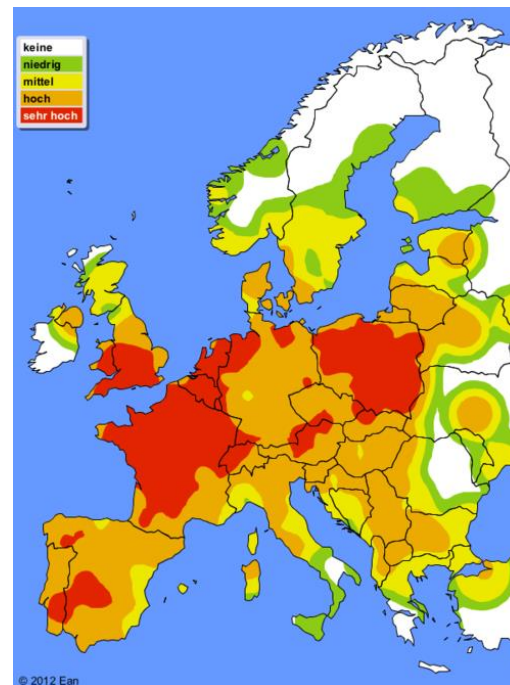 keine
niedrig
mittel
hoch
sehr hoch
© 2012 Ean